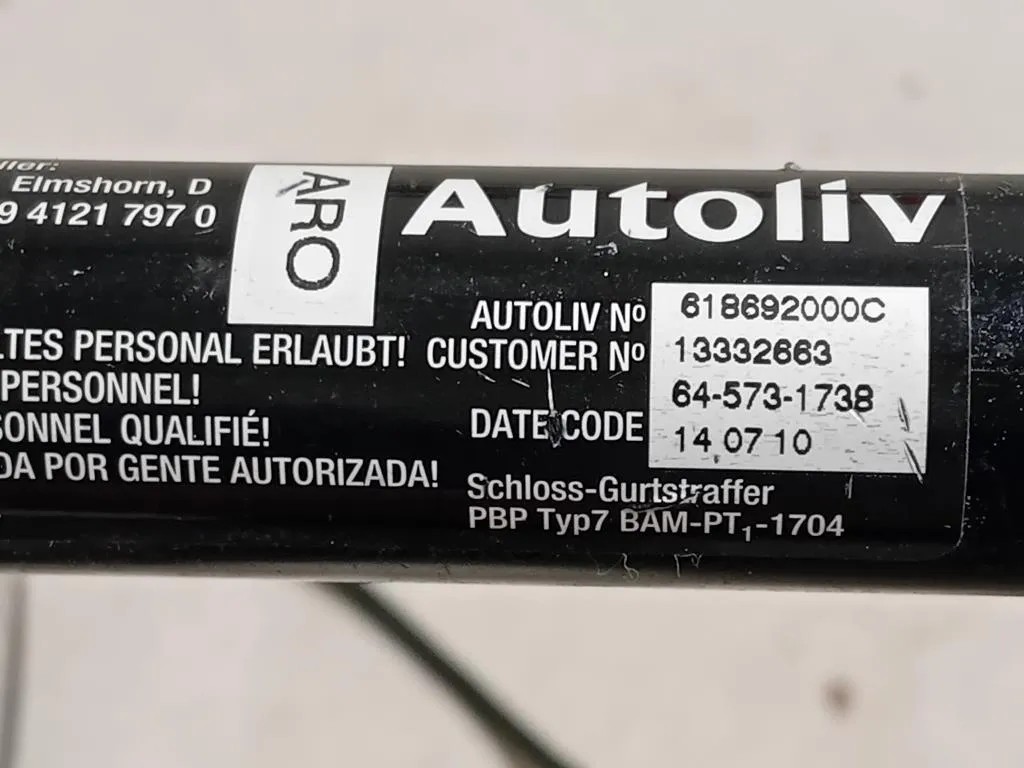 ller:
Elmshorn, D
9 4121 797 0
ARO
Autoliv
AUTOLIV Nº 618692000C
CUSTOMER Nº 13332663
64-573-1738
DATE CODE 14 07 10
LTES PERSONAL ERLAUBT!
PERSONNEL!
SONNEL QUALIFIÉ!
DA POR GENTE AUTORIZADA!
Schloss-Gurtstraffer
PBP Typ7 BAM-PT₁-1704